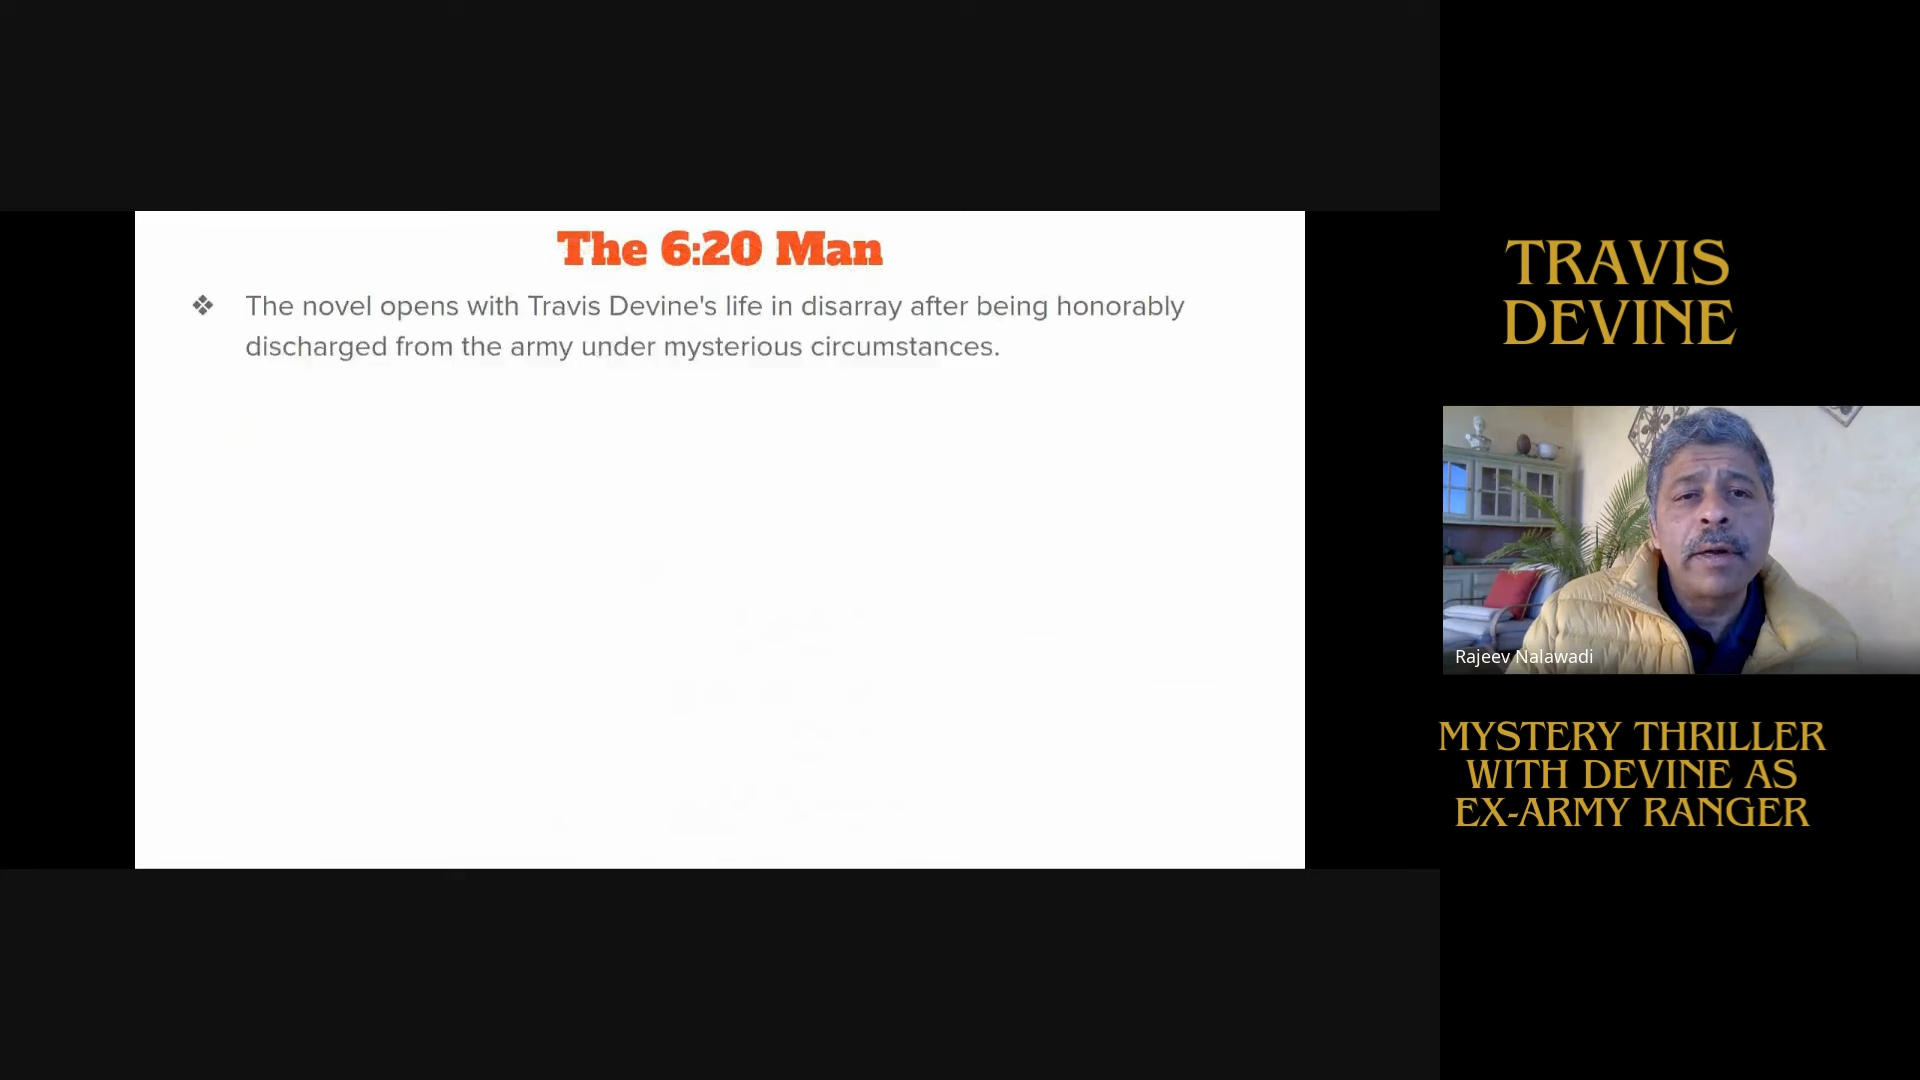 The 6:20 Man
❖ The novel opens with Travis Devine's life in disarray after being honorably
discharged from the army under mysterious circumstances.
TRAVIS
DEVINE
Rajeev Nalawadi
MYSTERY THRILLER
WITH DEVINE AS
EX-ARMY RANGER